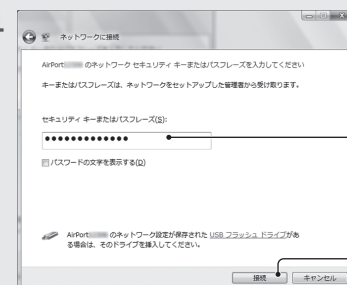 ネットワークに接続
AirPort のネットワーク セキュリティ キーまたはパスフレーズを入力してください
キーまたはパスフレーズは、ネットワークをセットアップした管理者から受け取ります。
セキュリティ キーまたはパスフレーズ(S):
●●●●●●●●●●●●●
パスワードの文字を表示する(D)
AirPort のネットワーク設定が保存された USB フラッシュ ドライブがあ
る場合は、そのドライブを挿入してください。
接続 キャンセル